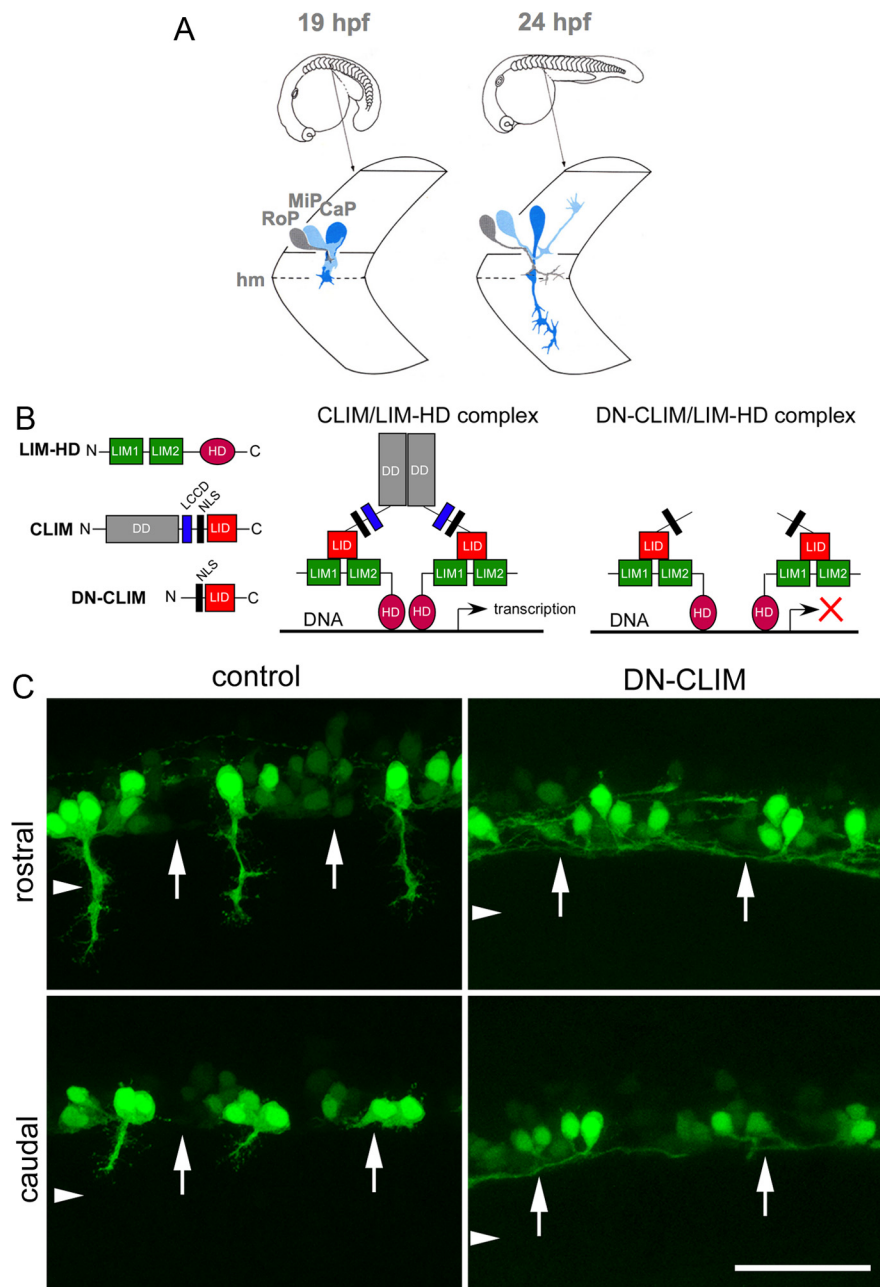 A
19 hpf
24 hpf
MiP
CaP
RoP
hm
B
CLIM/LIM-HD complex
DN-CLIM/LIM-HD complex
LIM-HD
N
LIM1
LIM2
HD
C
LCCD
NLS
CLIM
N
DD
LID
C
NLS
DN-CLIM
N
LID
C
DD
DD
LID
LID
LIM1
LIM2
LIM1
LIM2
HD
HD
DNA
transcription
LID
LID
LIM1
LIM2
LIM1
LIM2
HD
HD
DNA
C
control
DN-CLIM
rostral
caudal